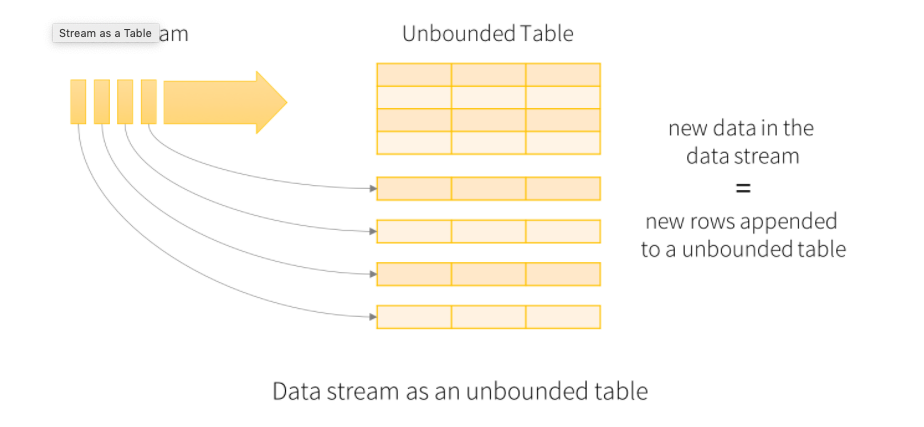 Stream as a Table
am
Unbounded Table
new data in the
data stream
=
new rows appended
to a unbounded table
Data stream as an unbounded table